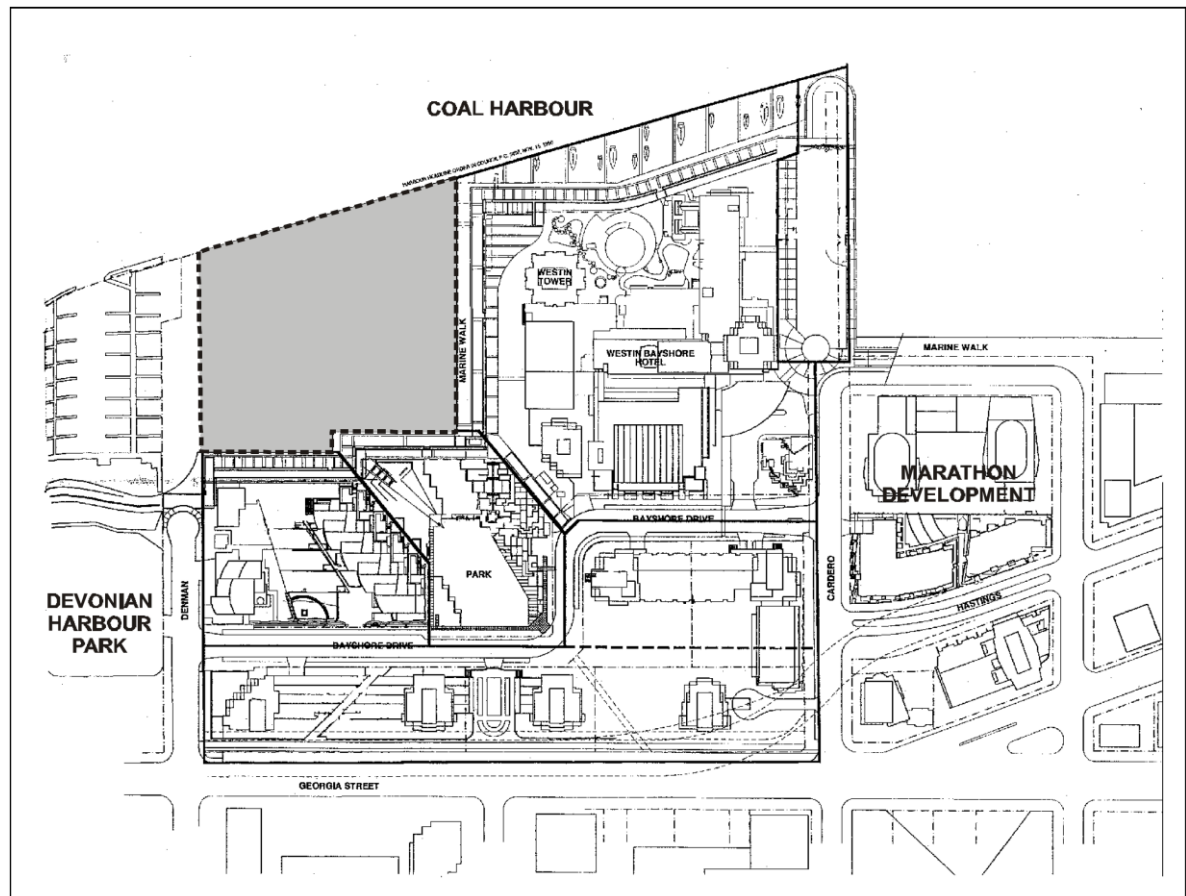 COAL HARBOUR
WESTIN
TOWER
MARINE WALK
WESTIN BAYSHORE
HOTEL
MARINE WALK
MARATHON
DEVELOPMENT
BAYSHORE DRIVE
PARK
CARDERO
HASTINGS
DEVONIAN
HARBOUR
PARK
DENMAN
BAYSHORE DRIVE
GEORGIA STREET